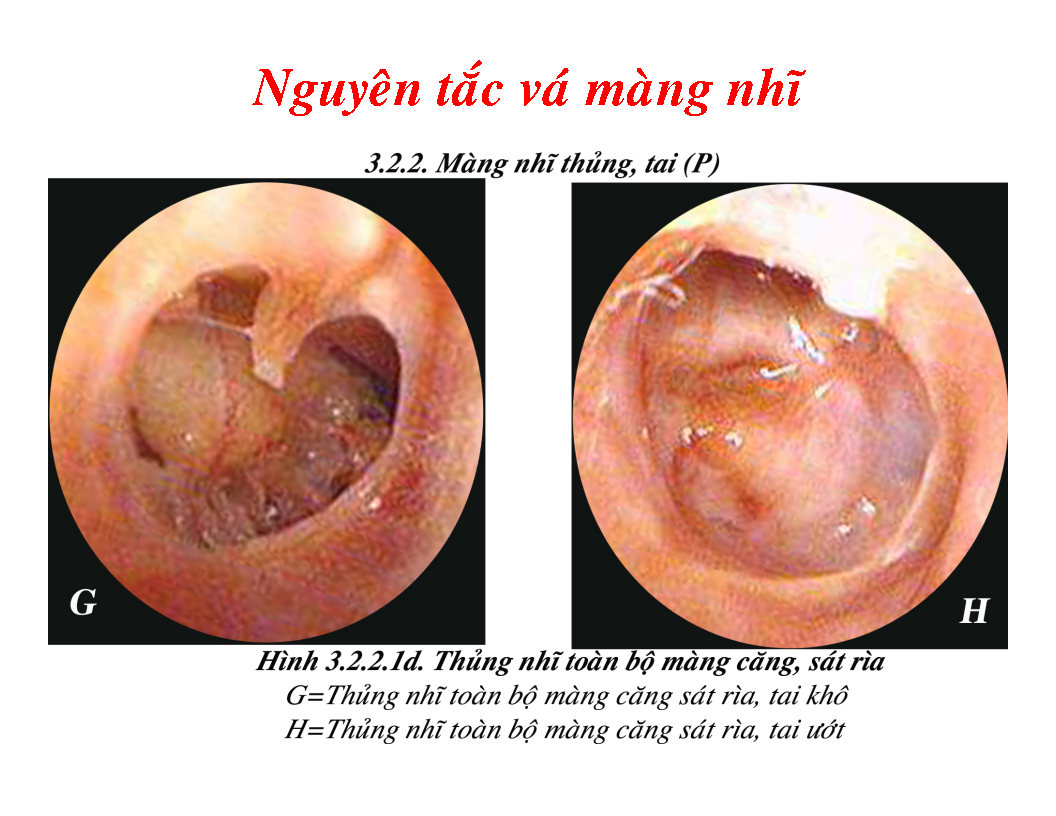 Nguyên tắc vá màng nhĩ
3.2.2. Màng nhĩ thủng, tai (P)
G
H
Hình 3.2.2.1d. Thủng nhĩ toàn bộ màng căng, sát rìa
G=Thủng nhĩ toàn bộ màng căng sát rìa, tai khô
H=Thủng nhĩ toàn bộ màng căng sát rìa, tai ướt